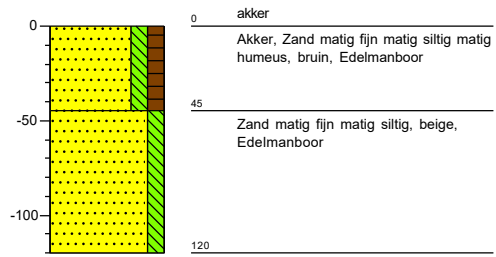 akker
0
0
Akker, Zand matig fijn matig siltig matig
humeus, bruin, Edelmanboor
45
-50
Zand matig fijn matig siltig, beige,
Edelmanboor
-100
120